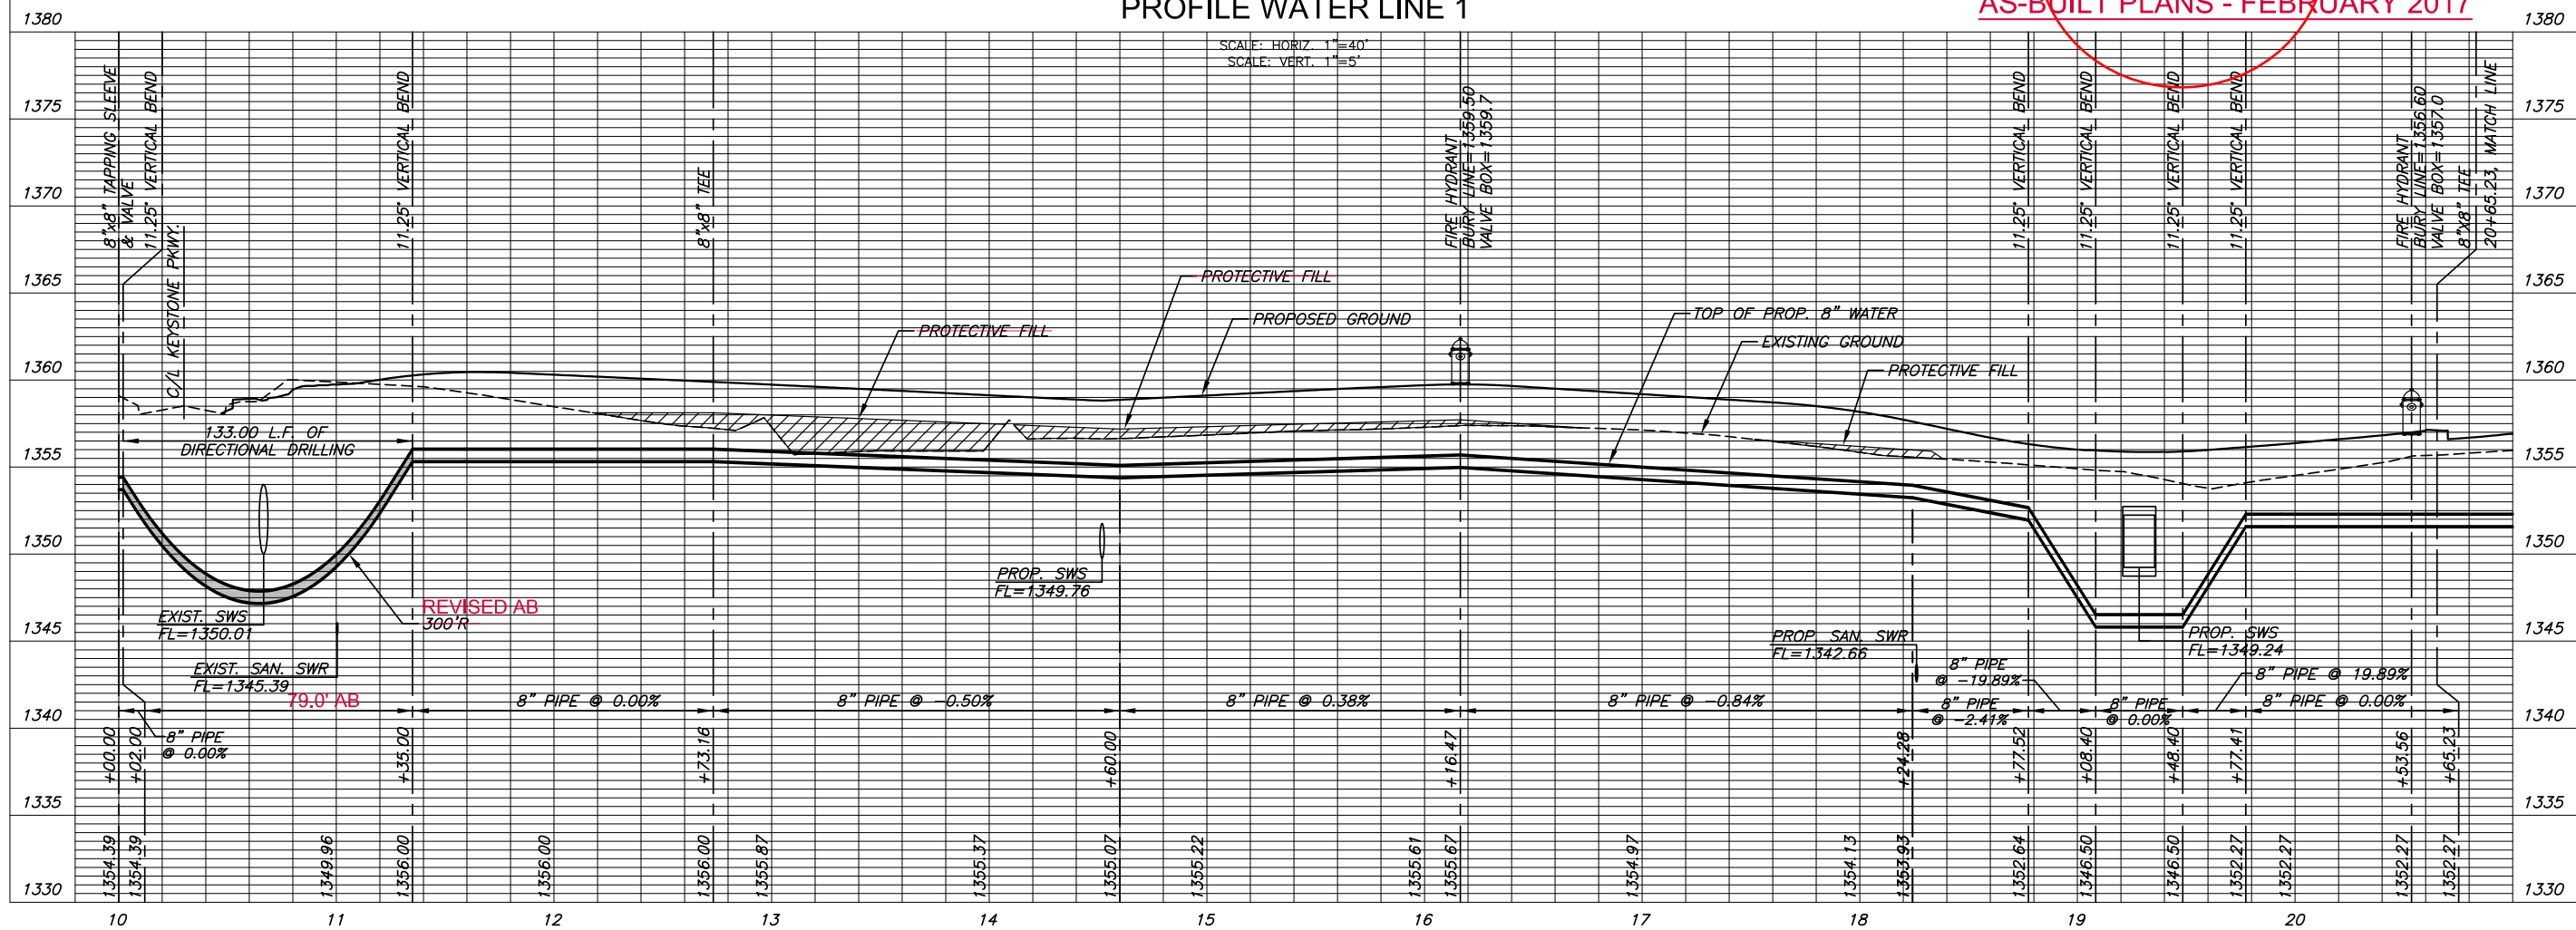 PROFILE WATER LINE 1
AS-BUILT PLANS - FEBRUARY 2017
SCALE: HORIZ. 1"=40'
SCALE: VERT. 1"=5'
1380
1375
1370
1365
1360
1355
1350
1345
1340
1335
1330
1380
1375
1370
1365
1360
1355
1350
1345
1340
1335
1330
8"x8" TAPPING SLEEVE
& VALVE
11.25° VERTICAL BEND
C/L KEYSTONE PKWY.
11.25° VERTICAL BEND
8"x8" TEE
FIRE HYDRANT
BURY LINE=1359.50
VALVE BOX=1359.7
11.25° VERTICAL BEND
11.25° VERTICAL BEND
11.25° VERTICAL BEND
11.25° VERTICAL BEND
FIRE HYDRANT
BURY LINE=1356.60
VALVE BOX=1357.0
8"X8" TEE
20+65.23, MATCH LINE
PROTECTIVE FILL
PROTECTIVE FILL
PROPOSED GROUND
TOP OF PROP. 8" WATER
EXISTING GROUND
PROTECTIVE FILL
133.00 L.F. OF
DIRECTIONAL DRILLING
REVISED AB
300'R
EXIST. SWS
FL=1350.01
EXIST. SAN. SWR
FL=1345.39
79.0' AB
PROP. SWS
FL=1349.76
PROP. SAN. SWR
FL=1342.66
PROP. SWS
FL=1349.24
8" PIPE
@ 0.00%
8" PIPE @ 0.00%
8" PIPE @ -0.50%
8" PIPE @ 0.38%
8" PIPE @ -0.84%
8" PIPE
@ -2.41%
8" PIPE
@ -19.89%
8" PIPE
@ 0.00%
8" PIPE @ 19.89%
8" PIPE @ 0.00%
+00.00
+02.00
+35.00
+73.16
+60.00
+16.47
+24.28
+77.52
+08.40
+48.40
+77.41
+53.56
+65.23
1354.39
1354.39
1349.96
1356.00
1356.00
1356.00
1355.87
1355.37
1355.07
1355.22
1355.61
1355.67
1354.97
1354.13
1353.93
1352.64
1346.50
1346.50
1352.27
1352.27
1352.27
1352.27
10
11
12
13
14
15
16
17
18
19
20